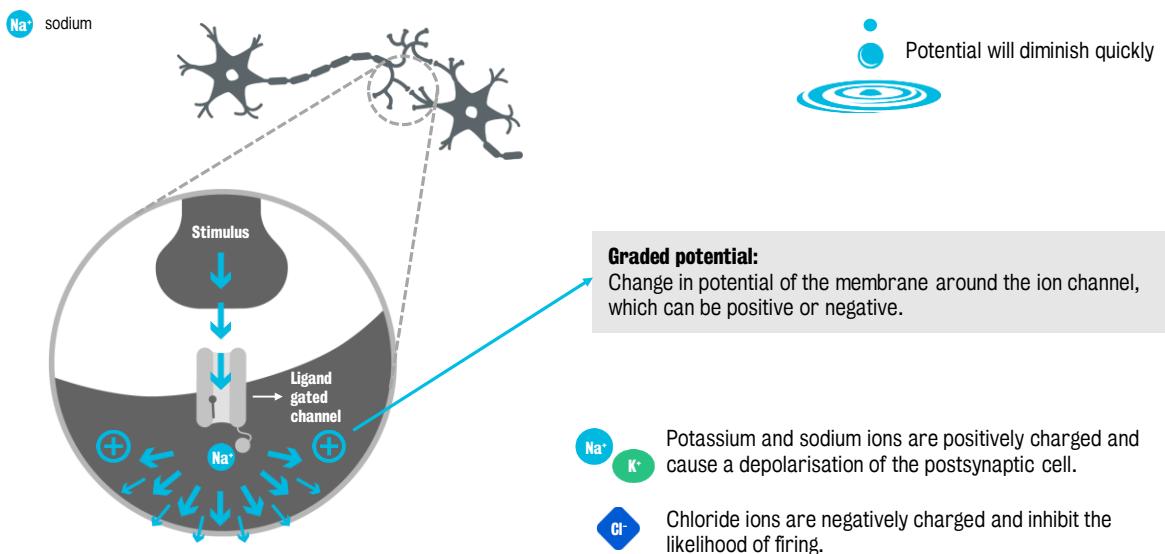 Na⁺ sodium
Potential will diminish quickly
Stimulus
Graded potential:
Change in potential of the membrane around the ion channel,
which can be positive or negative.
Ligand
gated
channel
Na⁺
Na⁺ K⁺
Potassium and sodium ions are positively charged and
cause a depolarisation of the postsynaptic cell.
Cl⁻
Chloride ions are negatively charged and inhibit the
likelihood of firing.